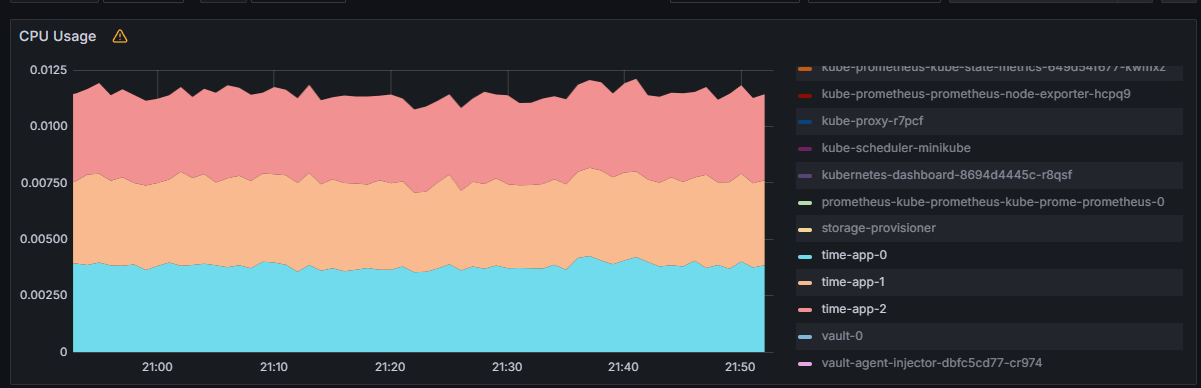 CPU Usage
0.0125
0.0100
0.00750
0.00500
0.00250
0
21:00
21:10
21:20
21:30
21:40
21:50
kube-prometheus-prometheus-node-exporter-hcpq9
kube-proxy-r7pcf
kube-scheduler-minikube
kubernetes-dashboard-8694d4445c-r8qsf
prometheus-kube-prometheus-kube-prome-prometheus-0
storage-provisioner
time-app-0
time-app-1
time-app-2
vault-0
vault-agent-injector-dbfc5cd77-cr974